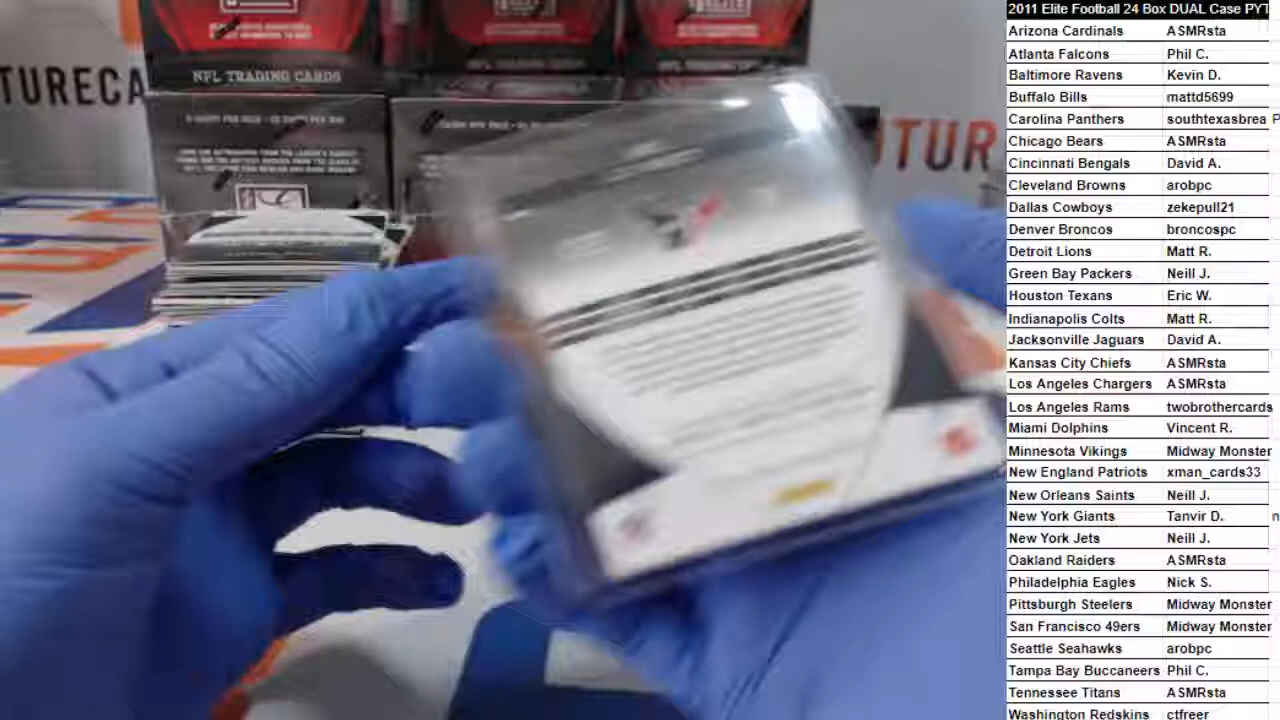 2011 Elite Football 24 Box DUAL Case PYT
Arizona Cardinals ASMRsta
Atlanta Falcons Phil C.
Baltimore Ravens Kevin D.
Buffalo Bills mattd5699
Carolina Panthers southtexasbrea P
Chicago Bears ASMRsta
Cincinnati Bengals David A.
Cleveland Browns arobpc
Dallas Cowboys zekepull21
Denver Broncos broncospc
Detroit Lions Matt R.
Green Bay Packers Neill J.
Houston Texans Eric W.
Indianapolis Colts Matt R.
Jacksonville Jaguars David A.
Kansas City Chiefs ASMRsta
Los Angeles Chargers ASMRsta
Los Angeles Rams twobrothercards
Miami Dolphins Vincent R.
Minnesota Vikings Midway Monster
New England Patriots xman_cards33
New Orleans Saints Neill J.
New York Giants Tanvir D. n
New York Jets Neill J.
Oakland Raiders ASMRsta
Philadelphia Eagles Nick S.
Pittsburgh Steelers Midway Monster
San Francisco 49ers Midway Monster
Seattle Seahawks arobpc
Tampa Bay Buccaneers Phil C.
Tennessee Titans ASMRsta
Washington Redskins ctfreer
NFL TRADING CARDS
TURECA
UTUR